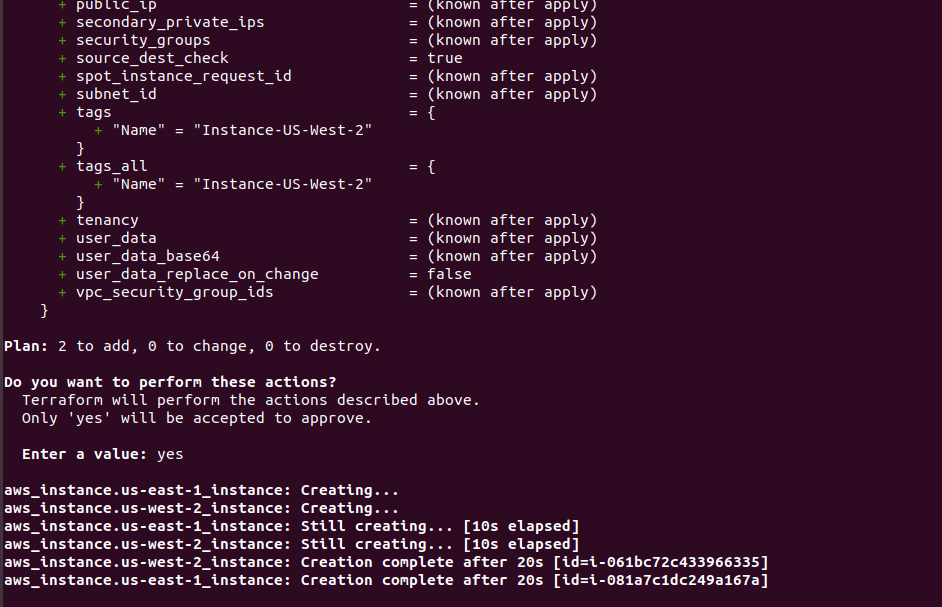 + public_ip = (known after apply)
+ secondary_private_ips = (known after apply)
+ security_groups = (known after apply)
+ source_dest_check = true
+ spot_instance_request_id = (known after apply)
+ subnet_id = (known after apply)
+ tags = {
+ "Name" = "Instance-US-West-2"
}
+ tags_all = {
+ "Name" = "Instance-US-West-2"
}
+ tenancy = (known after apply)
+ user_data = (known after apply)
+ user_data_base64 = (known after apply)
+ user_data_replace_on_change = false
+ vpc_security_group_ids = (known after apply)
}
Plan: 2 to add, 0 to change, 0 to destroy.
Do you want to perform these actions?
Terraform will perform the actions described above.
Only 'yes' will be accepted to approve.
Enter a value: yes
aws_instance.us-east-1_instance: Creating...
aws_instance.us-west-2_instance: Creating...
aws_instance.us-east-1_instance: Still creating... [10s elapsed]
aws_instance.us-west-2_instance: Still creating... [10s elapsed]
aws_instance.us-west-2_instance: Creation complete after 20s [id=i-061bc72c433966335]
aws_instance.us-east-1_instance: Creation complete after 20s [id=i-081a7c1dc249a167a]